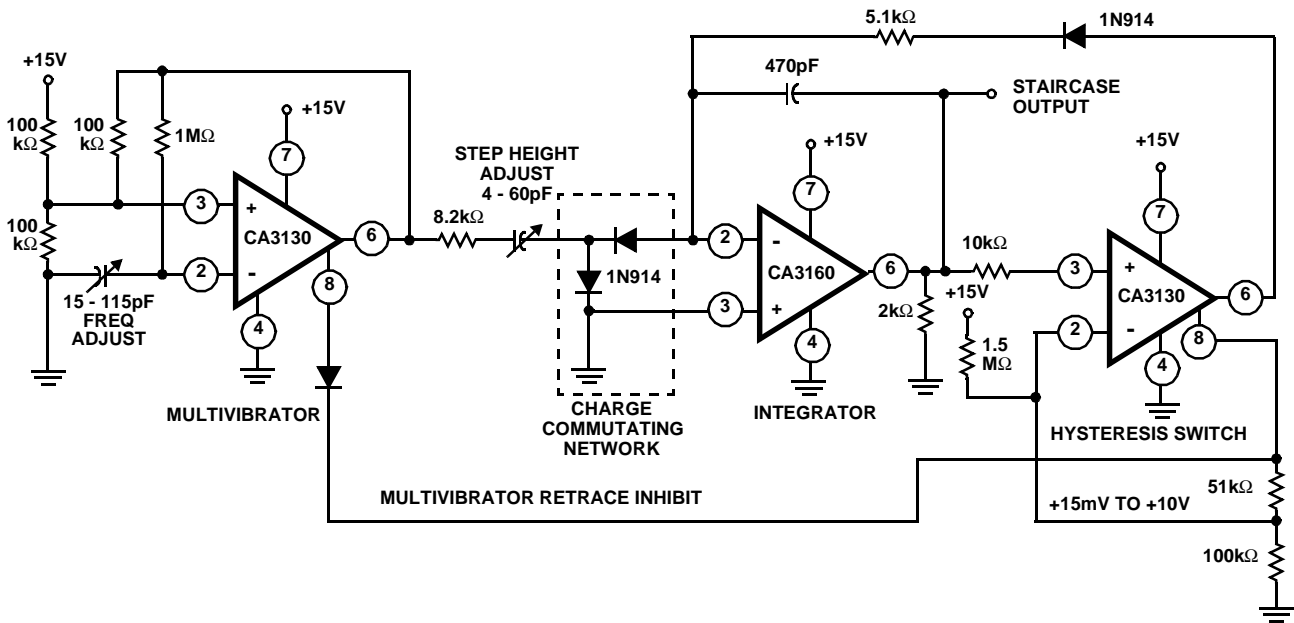 5.1kΩ
1N914
+15V
470pF
STAIRCASE
OUTPUT
100
kΩ
100
kΩ
1MΩ
+15V
7
STEP HEIGHT
ADJUST
4 - 60pF
+15V
7
+15V
7
3
+
CA3130
6
8.2kΩ
2
-
CA3160
6
10kΩ
3
+
CA3130
6
100
kΩ
2
-
8
1N914
3
+
2kΩ
+15V
2
-
8
15 - 115pF
FREQ
ADJUST
4
4
1.5
MΩ
4
MULTIVIBRATOR
CHARGE
COMMUTATING
NETWORK
INTEGRATOR
HYSTERESIS SWITCH
MULTIVIBRATOR RETRACE INHIBIT
+15mV TO +10V
51kΩ
100kΩ